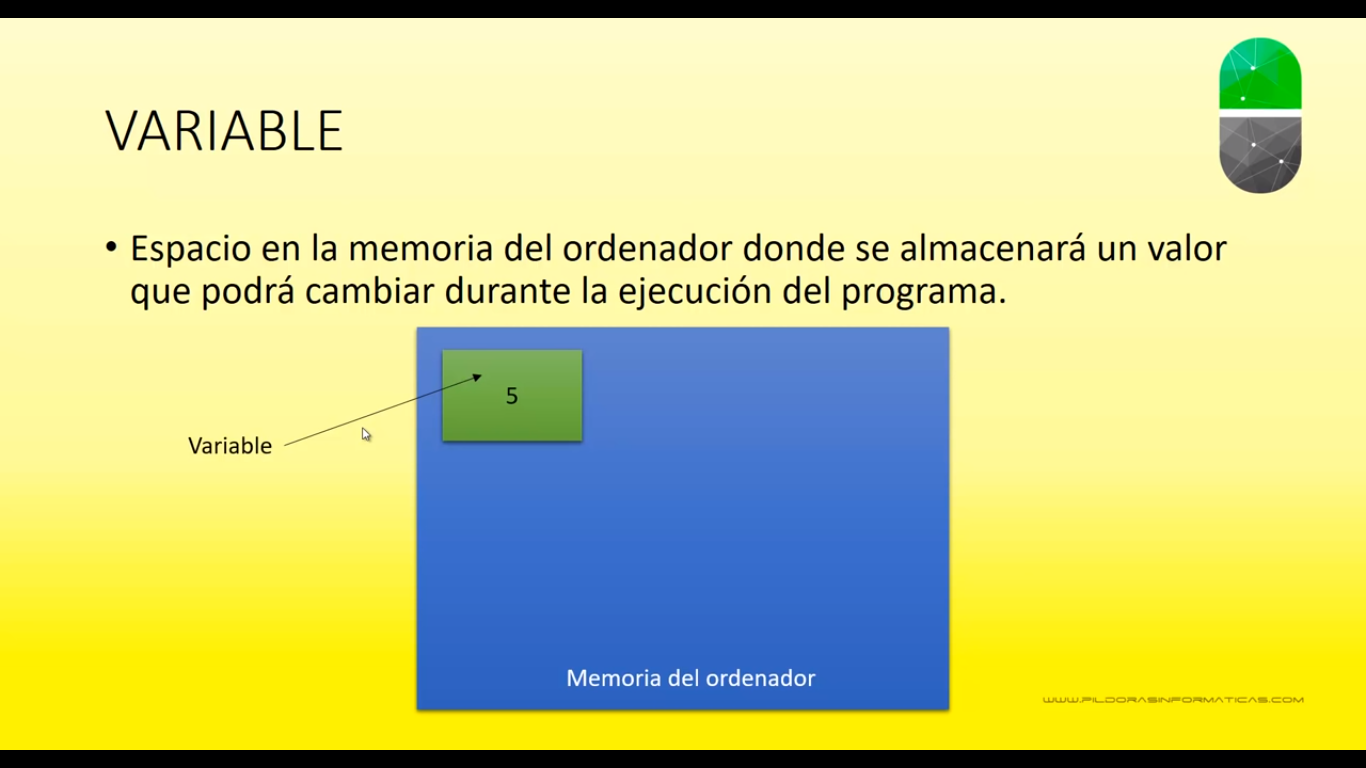 VARIABLE
• Espacio en la memoria del ordenador donde se almacenará un valor
que podrá cambiar durante la ejecución del programa.
5
Variable
Memoria del ordenador
WWW.PILDORASINFORMATICAS.COM